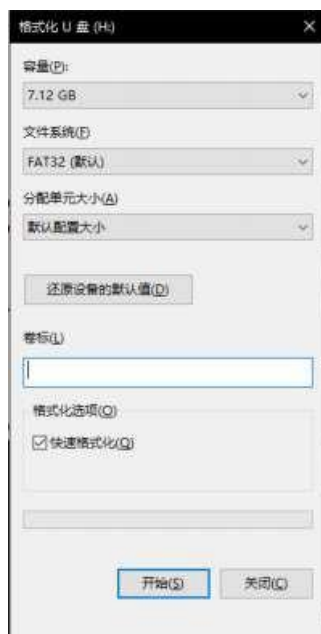 格式化 U 盘 (H:)
容量(P):
7.12 GB
文件系统(F)
FAT32 (默认)
分配单元大小(A)
默认配置大小
还原设备的默认值(D)
卷标(L)
格式化选项(O)
快速格式化(Q)
开始(S)
关闭(C)